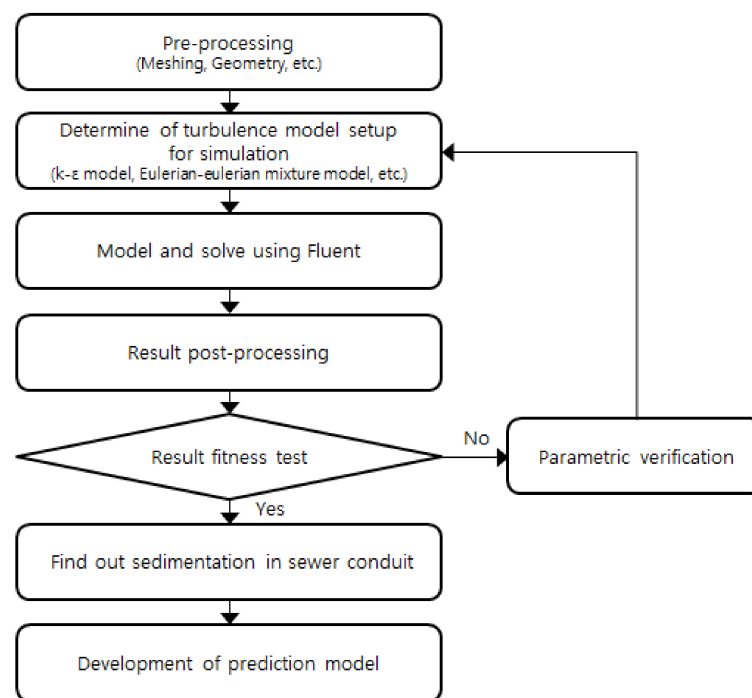 Pre-processing
(Meshing, Geometry, etc.)
Determine of turbulence model setup
for simulation
(k-ε model, Eulerian-eulerian mixture model, etc.)
Model and solve using Fluent
Result post-processing
Result fitness test
No
Parametric verification
Yes
Find out sedimentation in sewer conduit
Development of prediction model